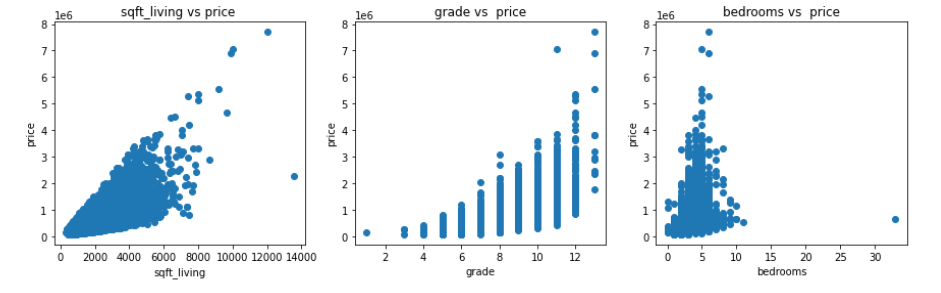 sqft_living vs price
1e6
8
7
6
5
4
3
2
1
0
price
0 2000 4000 6000 8000 10000 12000 14000
sqft_living
grade vs  price
1e6
8
7
6
5
4
3
2
1
0
price
2 4 6 8 10 12
grade
bedrooms vs  price
1e6
8
7
6
5
4
3
2
1
0
price
0 5 10 15 20 25 30
bedrooms